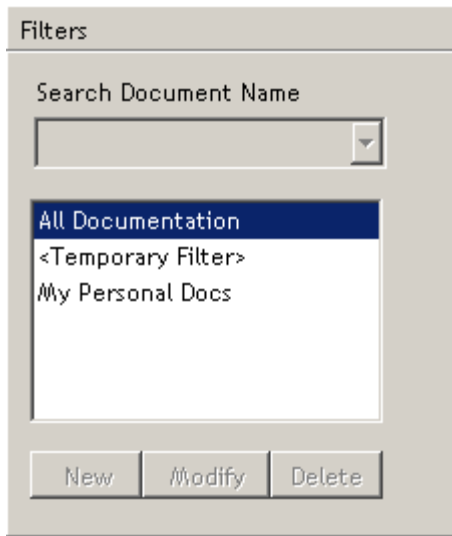 Filters
Search Document Name
All Documentation
<Temporary Filter>
My Personal Docs
New Modify Delete